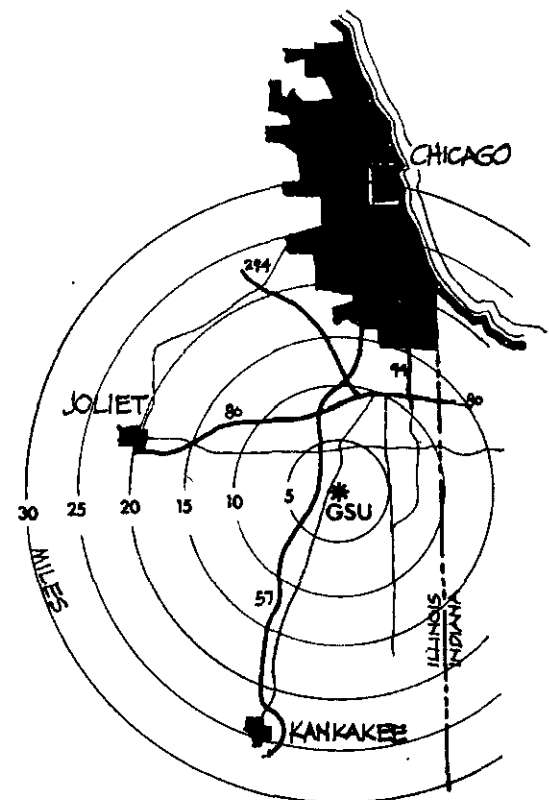 CHICAGO
294
94
JOLIET
80
80
30 25 20 15 10 5
GSU
MILES
57
ILLINOIS
INDIANA
KANKAKEE